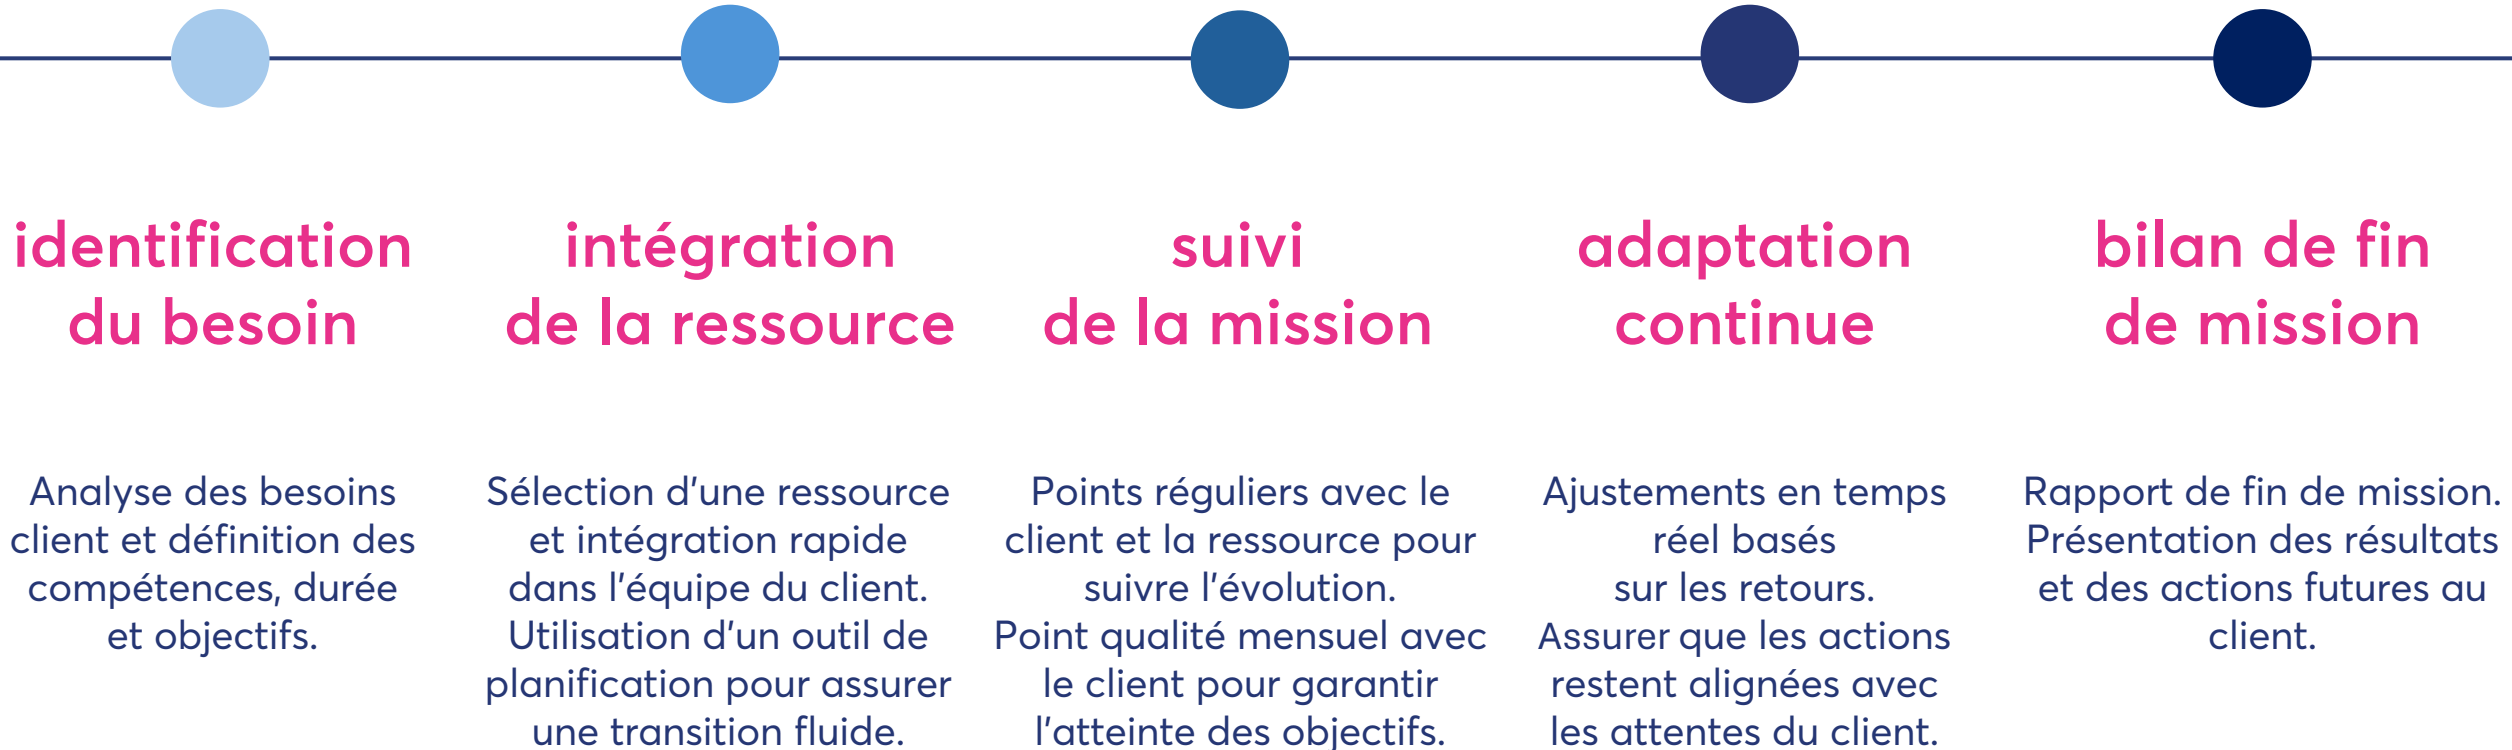 identification
du besoin
Analyse des besoins
client et définition des
compétences, durée
et objectifs.
intégration
de la ressource
Sélection d'une ressource
et intégration rapide
dans l'équipe du client.
Utilisation d'un outil de
planification pour assurer
une transition fluide.
suivi
de la mission
Points réguliers avec le
client et la ressource pour
suivre l'évolution.
Point qualité mensuel avec
le client pour garantir
l'atteinte des objectifs.
adaptation
continue
Ajustements en temps
réel basés
sur les retours.
Assurer que les actions
restent alignées avec
les attentes du client.
bilan de fin
de mission
Rapport de fin de mission.
Présentation des résultats
et des actions futures au
client.